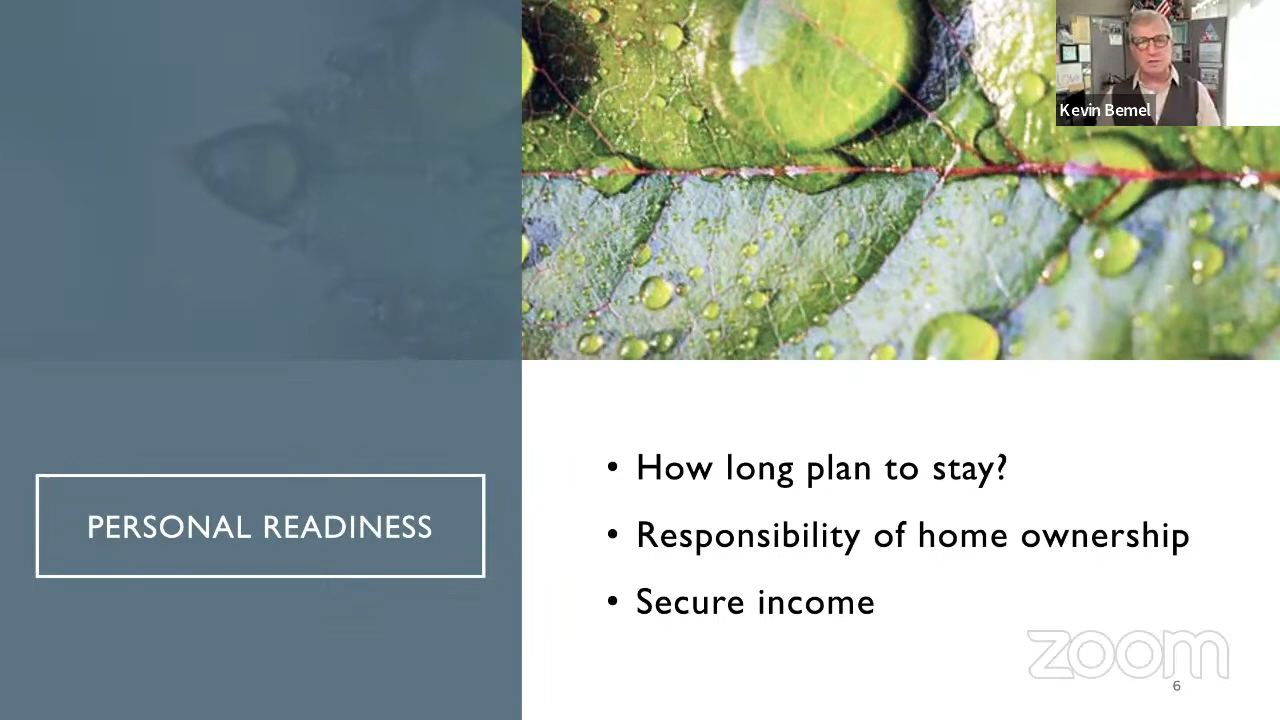 Kevin Bemel
PERSONAL READINESS
• How long plan to stay?
• Responsibility of home ownership
• Secure income
zoom
6